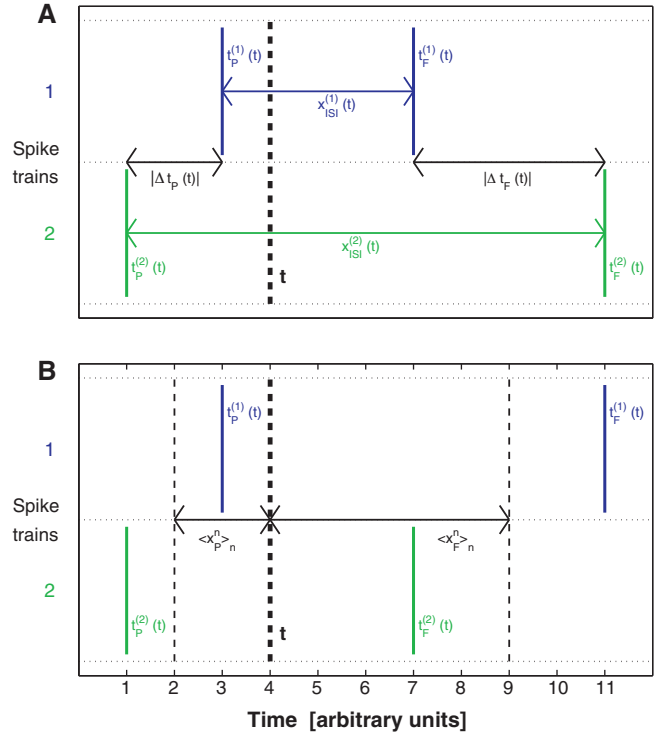 A
t_P^(1) (t)
t_F^(1) (t)
1
x_ISI^(1) (t)
Spike
trains
|Δ t_P (t)|
|Δ t_F (t)|
2
x_ISI^(2) (t)
t_P^(2) (t)
t
t_F^(2) (t)
B
t_P^(1) (t)
t_F^(1) (t)
1
Spike
trains
<x_P^n>_n
<x_F^n>_n
2
t_P^(2) (t)
t
t_F^(2) (t)
1 2 3 4 5 6 7 8 9 10 11
Time [arbitrary units]